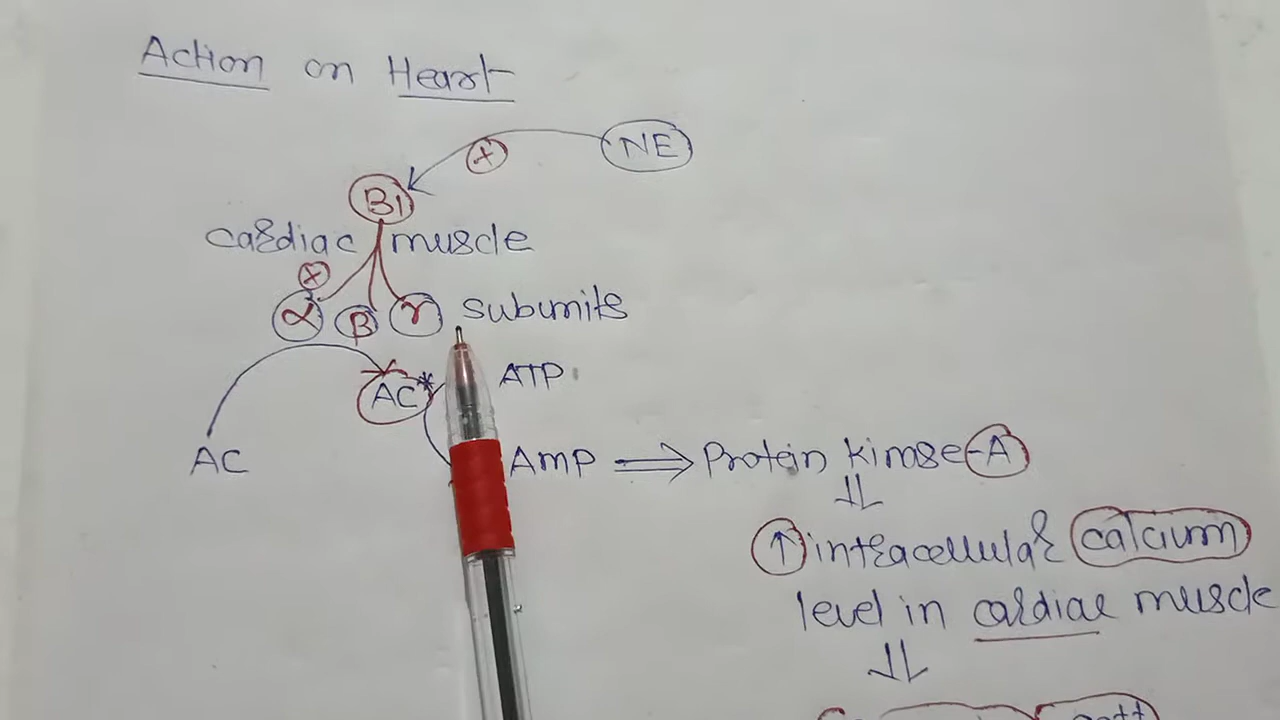 Action on Heart
NE
+
B1
cardiac muscle
+
α B γ subunits
AC* ATP
AC AMP ⇒ Protein kinase-A
⇓
↑ intracellular calcium
level in cardiac muscle
⇓